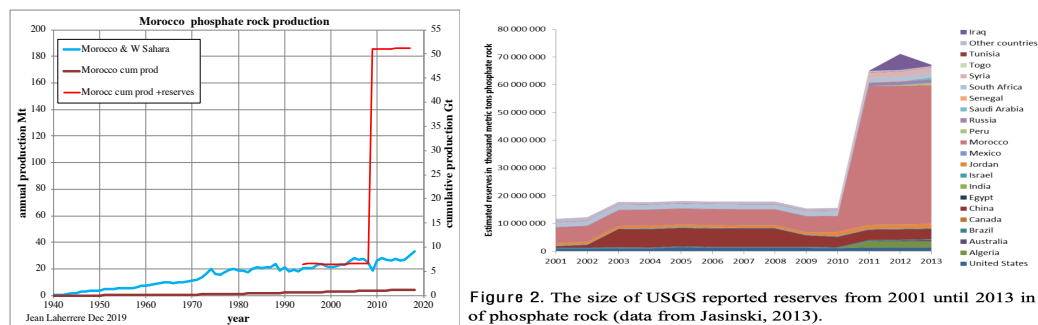 Morocco phosphate rock production
200
180
160
140
120
100
80
60
40
20
0
annual production Mt
Morocco & W Sahara
Morocco cum prod
Morocc cum prod +reserves
55
50
45
40
35
30
25
20
15
10
5
0
cumulative production Gt
1940 1950 1960 1970 1980 1990 2000 2010 2020
Jean Laherrere Dec 2019
year
Estimated reserves in thousand metric tons phosphate rock
80 000 000
70 000 000
60 000 000
50 000 000
40 000 000
30 000 000
20 000 000
10 000 000
0
2001 2002 2003 2004 2005 2006 2007 2008 2009 2010 2011 2012 2013
Iraq
Other countries
Tunisia
Togo
Syria
South Africa
Senegal
Saudi Arabia
Russia
Peru
Morocco
Mexico
Jordan
Israel
India
Egypt
China
Canada
Brazil
Australia
Algeria
United States
Figure 2. The size of USGS reported reserves from 2001 until 2013 in
of phosphate rock (data from Jasinski, 2013).